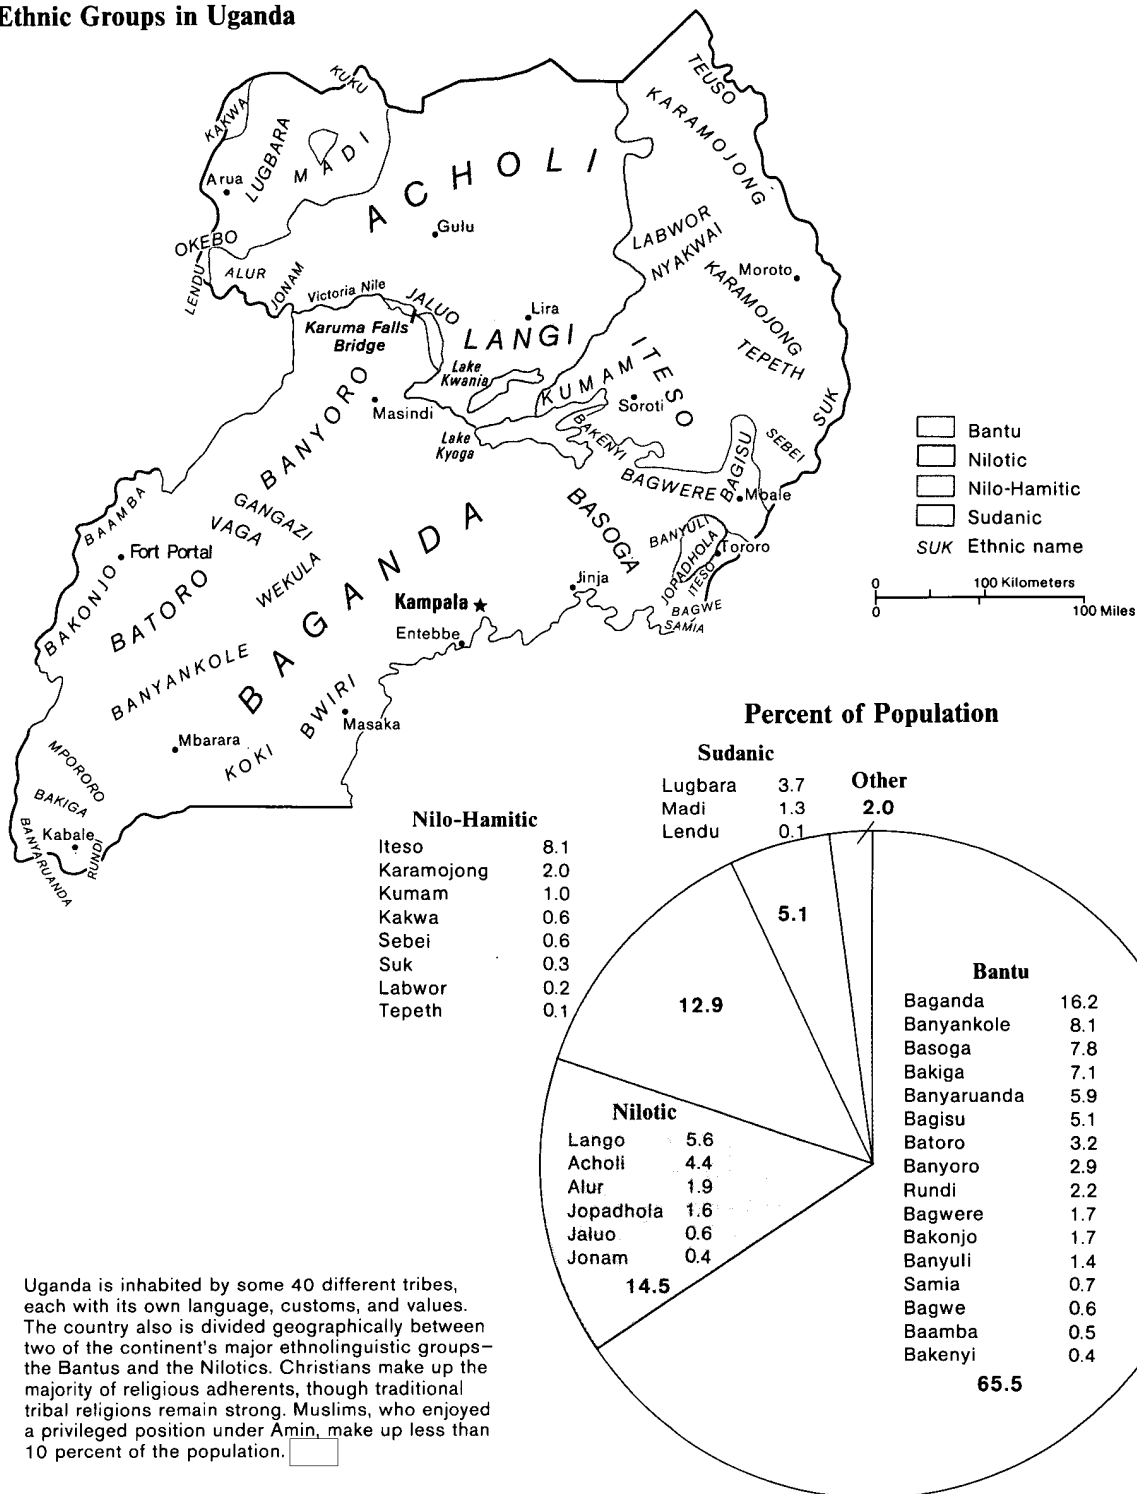 Ethnic Groups in Uganda
TEUSO
KUKU
KARAMOJONG
KAKWA
LUGBARA
MADI
ACHOLI
Arua
Gulu
OKEBO
LABWOR
NYAKWAI
LENDU
ALUR
JONAM
KARAMOJONG
Moroto
Victoria Nile
JALUO
Karuma Falls
Bridge
Lira
LANGI
TEPETH
Lake
Kwania
KUMAM
ITESO
Soroti
SUK
BANYORO
Masindi
Lake
Kyoga
BAKENYI
SEBEI
BAGWERE
BAGISU
Mbale
BAAMBA
GANGAZI
VAGA
BASOGA
BANYULI
JOPADHOLA
Tororo
ITESO
Fort Portal
WEKULA
BAKONJO
BATORO
BAGANDA
Kampala
Jinja
BAGWE
SAMIA
Entebbe
BANYANKOLE
BWIRI
Masaka
Mbarara
KOKI
MPORORO
BAKIGA
Kabale
BANYARUANDA
RUNDI
Bantu
Nilotic
Nilo-Hamitic
Sudanic
SUK Ethnic name
0 100 Kilometers
0 100 Miles
Percent of Population
Sudanic
Lugbara 3.7
Madi 1.3
Lendu 0.1
5.1
Other
2.0
Nilo-Hamitic
Iteso 8.1
Karamojong 2.0
Kumam 1.0
Kakwa 0.6
Sebei 0.6
Suk 0.3
Labwor 0.2
Tepeth 0.1
12.9
Bantu
Baganda 16.2
Banyankole 8.1
Basoga 7.8
Bakiga 7.1
Banyaruanda 5.9
Bagisu 5.1
Batoro 3.2
Banyoro 2.9
Rundi 2.2
Bagwere 1.7
Bakonjo 1.7
Banyuli 1.4
Samia 0.7
Bagwe 0.6
Baamba 0.5
Bakenyi 0.4
65.5
Nilotic
Lango 5.6
Acholi 4.4
Alur 1.9
Jopadhola 1.6
Jaluo 0.6
Jonam 0.4
14.5
Uganda is inhabited by some 40 different tribes,
each with its own language, customs, and values.
The country also is divided geographically between
two of the continent's major ethnolinguistic groups—
the Bantus and the Nilotics. Christians make up the
majority of religious adherents, though traditional
tribal religions remain strong. Muslims, who enjoyed
a privileged position under Amin, make up less than
10 percent of the population.